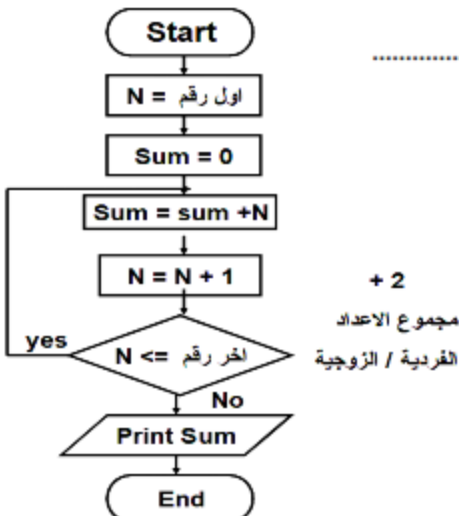 Start
.............
N = اول رقم
Sum = 0
Sum = sum +N
N = N + 1
+ 2
مجموع الاعداد
الفردية / الزوجية
yes
N <= اخر رقم
No
Print Sum
End